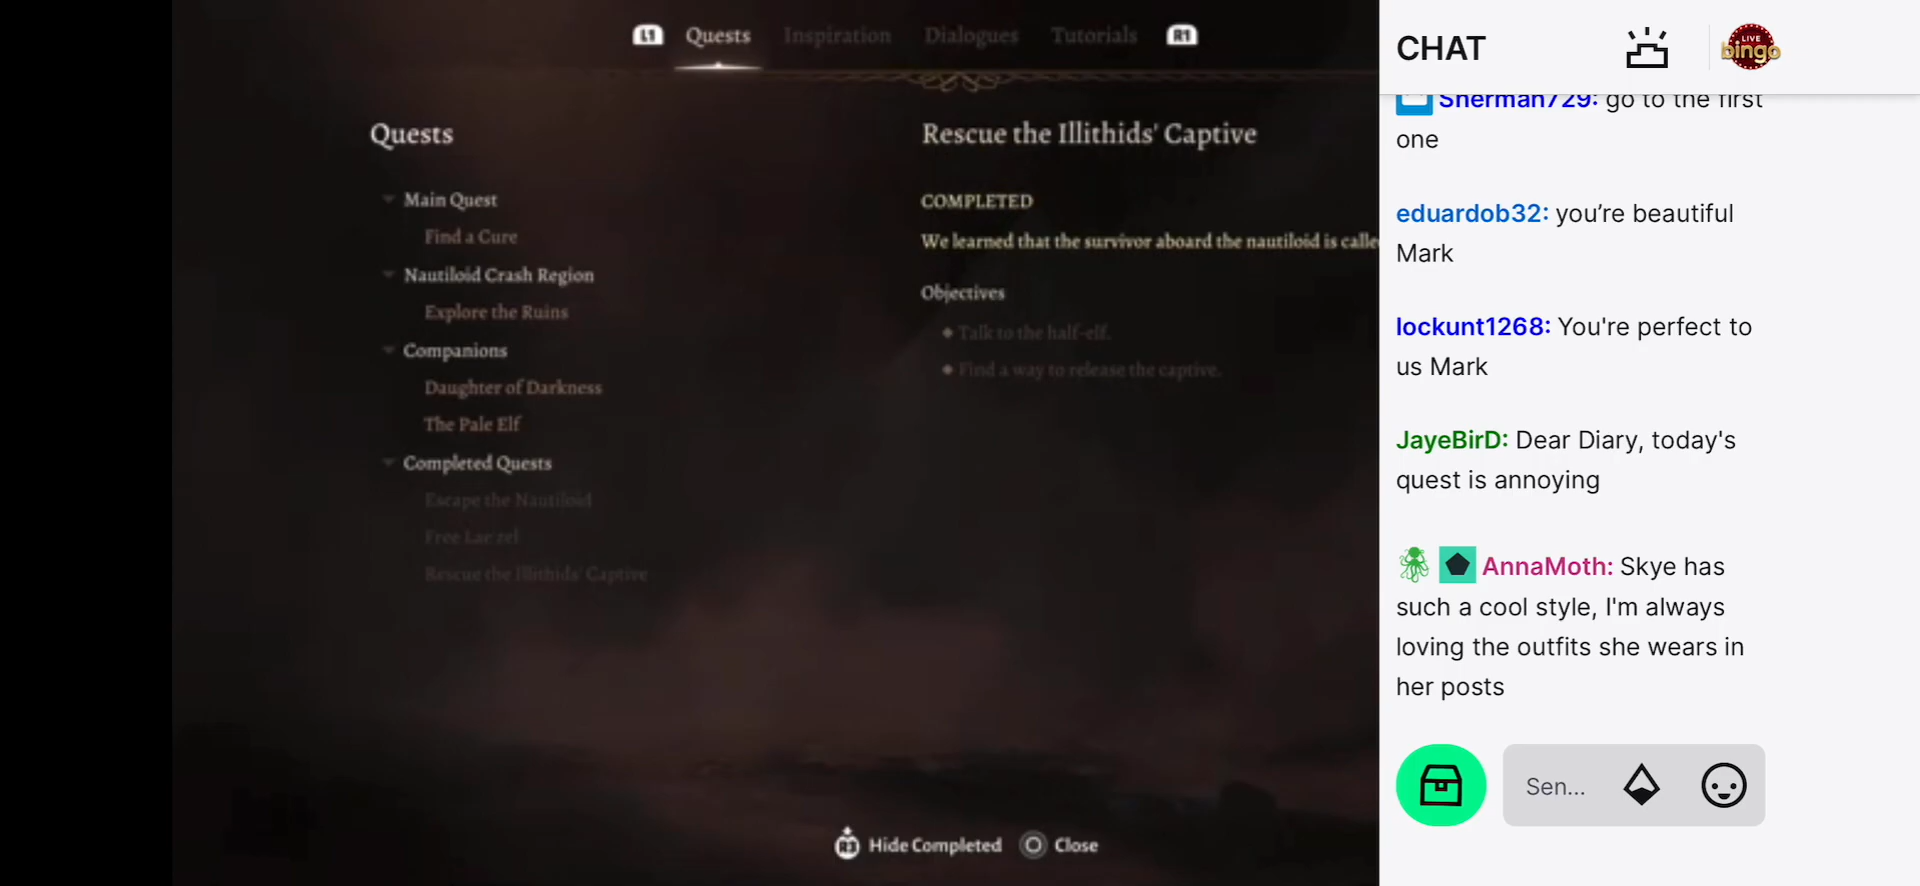 L1 Quests Inspiration Dialogues Tutorials R1
Quests
Main Quest
Find a Cure
Nautiloid Crash Region
Explore the Ruins
Companions
Daughter of Darkness
The Pale Elf
Completed Quests
Escape the Nautiloid
Free Lae'zel
Rescue the Illithids' Captive
Rescue the Illithids' Captive
COMPLETED
We learned that the survivor aboard the nautiloid is calle
Objectives
Talk to the half-elf.
Find a way to release the captive.
R3 Hide Completed Close
CHAT
LIVE
bingo
Sherman729: go to the first
one
eduardob32: you’re beautiful
Mark
lockunt1268: You're perfect to
us Mark
JayeBirD: Dear Diary, today's
quest is annoying
AnnaMoth: Skye has
such a cool style, I'm always
loving the outfits she wears in
her posts
Sen...